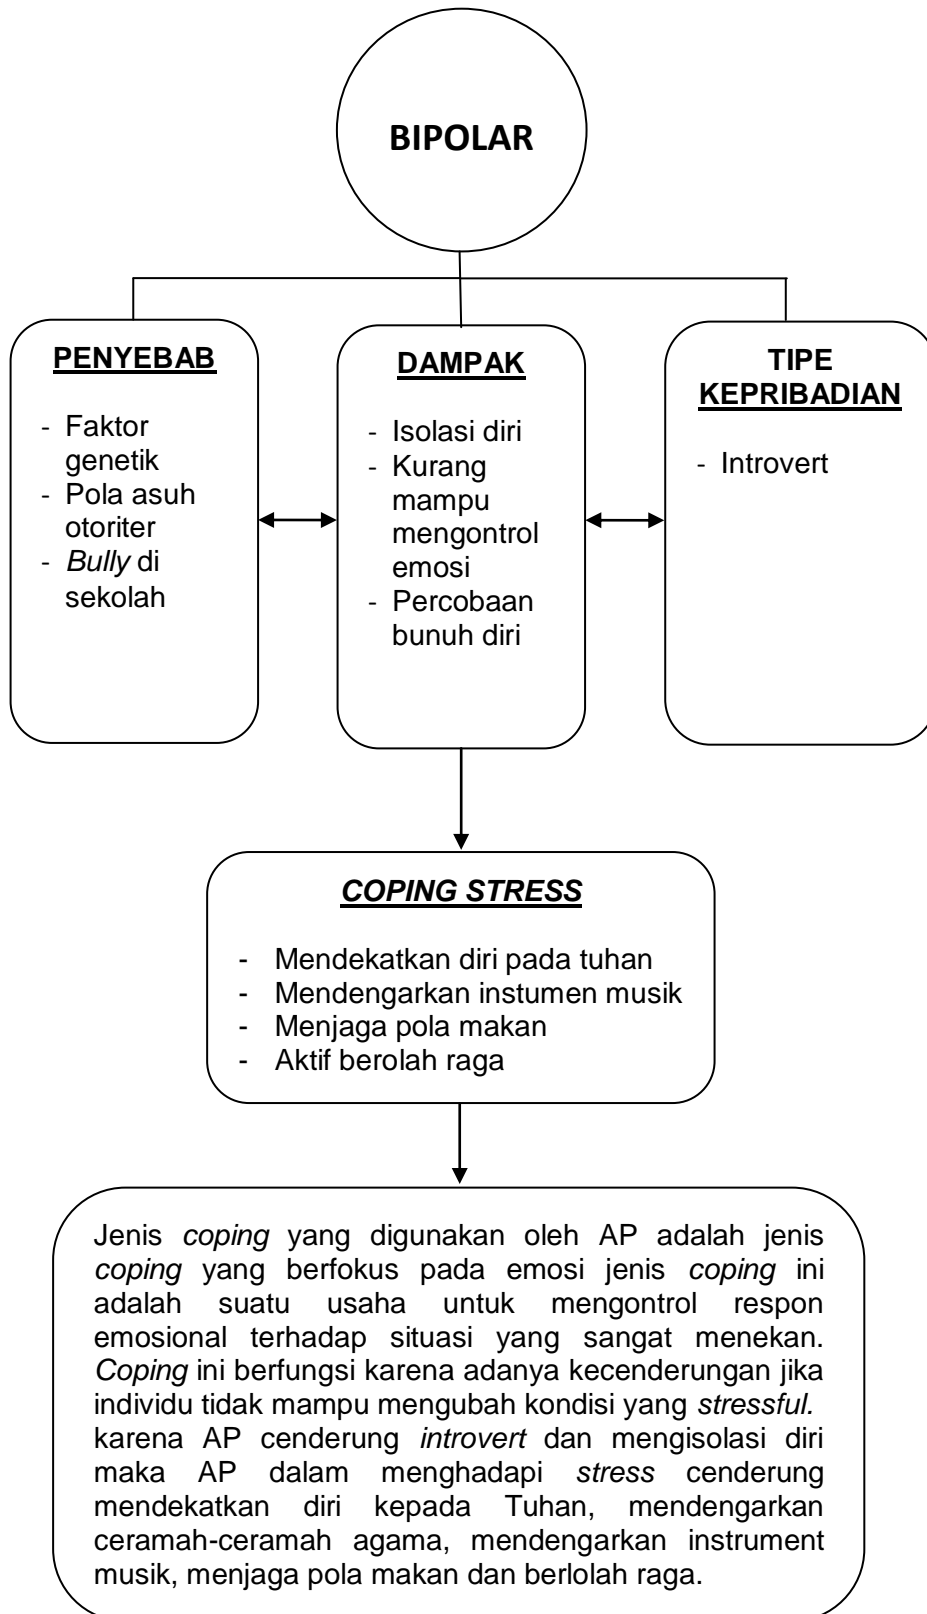 BIPOLAR
PENYEBAB
- Faktor
genetik
- Pola asuh
otoriter
- Bully di
sekolah
DAMPAK
- Isolasi diri
- Kurang
mampu
mengontrol
emosi
- Percobaan
bunuh diri
TIPE
KEPRIBADIAN
- Introvert
COPING STRESS
- Mendekatkan diri pada tuhan
- Mendengarkan instumen musik
- Menjaga pola makan
- Aktif berolah raga
Jenis coping yang digunakan oleh AP adalah jenis
coping yang berfokus pada emosi jenis coping ini
adalah suatu usaha untuk mengontrol respon
emosional terhadap situasi yang sangat menekan.
Coping ini berfungsi karena adanya kecenderungan jika
individu tidak mampu mengubah kondisi yang stressful.
karena AP cenderung introvert dan mengisolasi diri
maka AP dalam menghadapi stress cenderung
mendekatkan diri kepada Tuhan, mendengarkan
ceramah-ceramah agama, mendengarkan instrument
musik, menjaga pola makan dan berlolah raga.